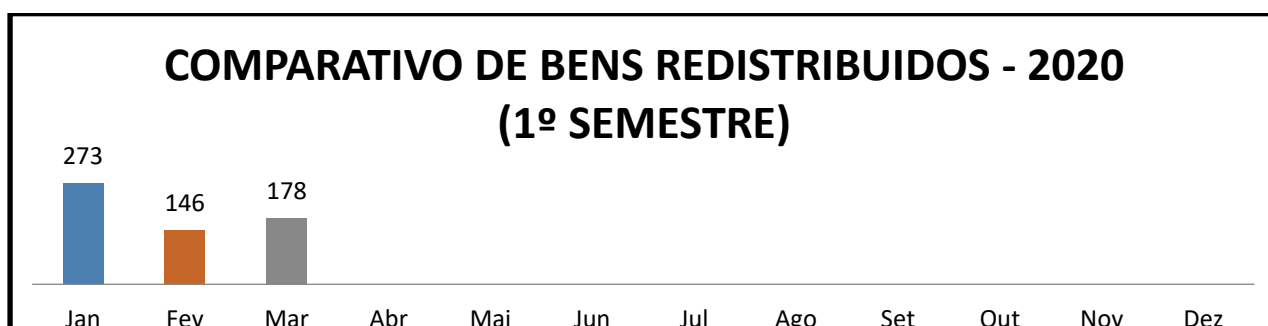 COMPARATIVO DE BENS REDISTRIBUIDOS - 2020
(1º SEMESTRE)
273
146
178
Jan Fev Mar Abr Mai Jun Jul Ago Set Out Nov Dez